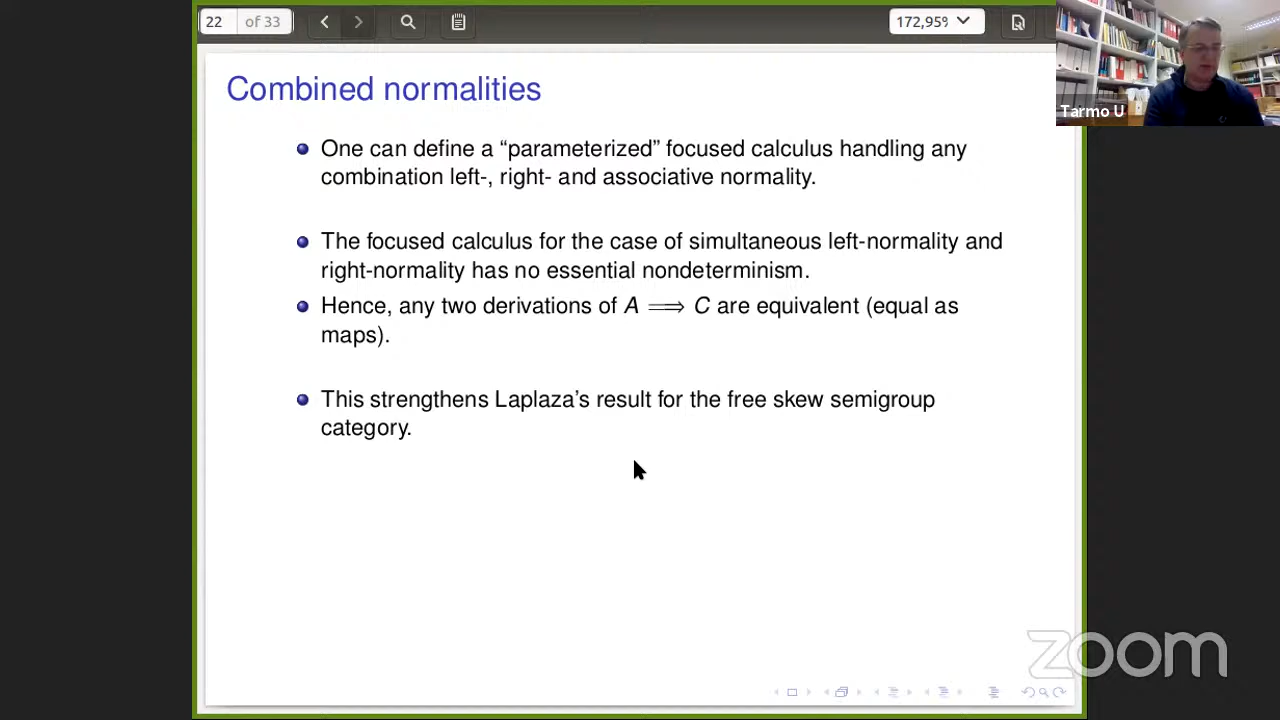 22 of 33
172,95%
Tarmo U
Combined normalities
One can define a “parameterized” focused calculus handling any
combination left-, right- and associative normality.
The focused calculus for the case of simultaneous left-normality and
right-normality has no essential nondeterminism.
Hence, any two derivations of A ⟹ C are equivalent (equal as
maps).
This strengthens Laplaza’s result for the free skew semigroup
category.
zoom